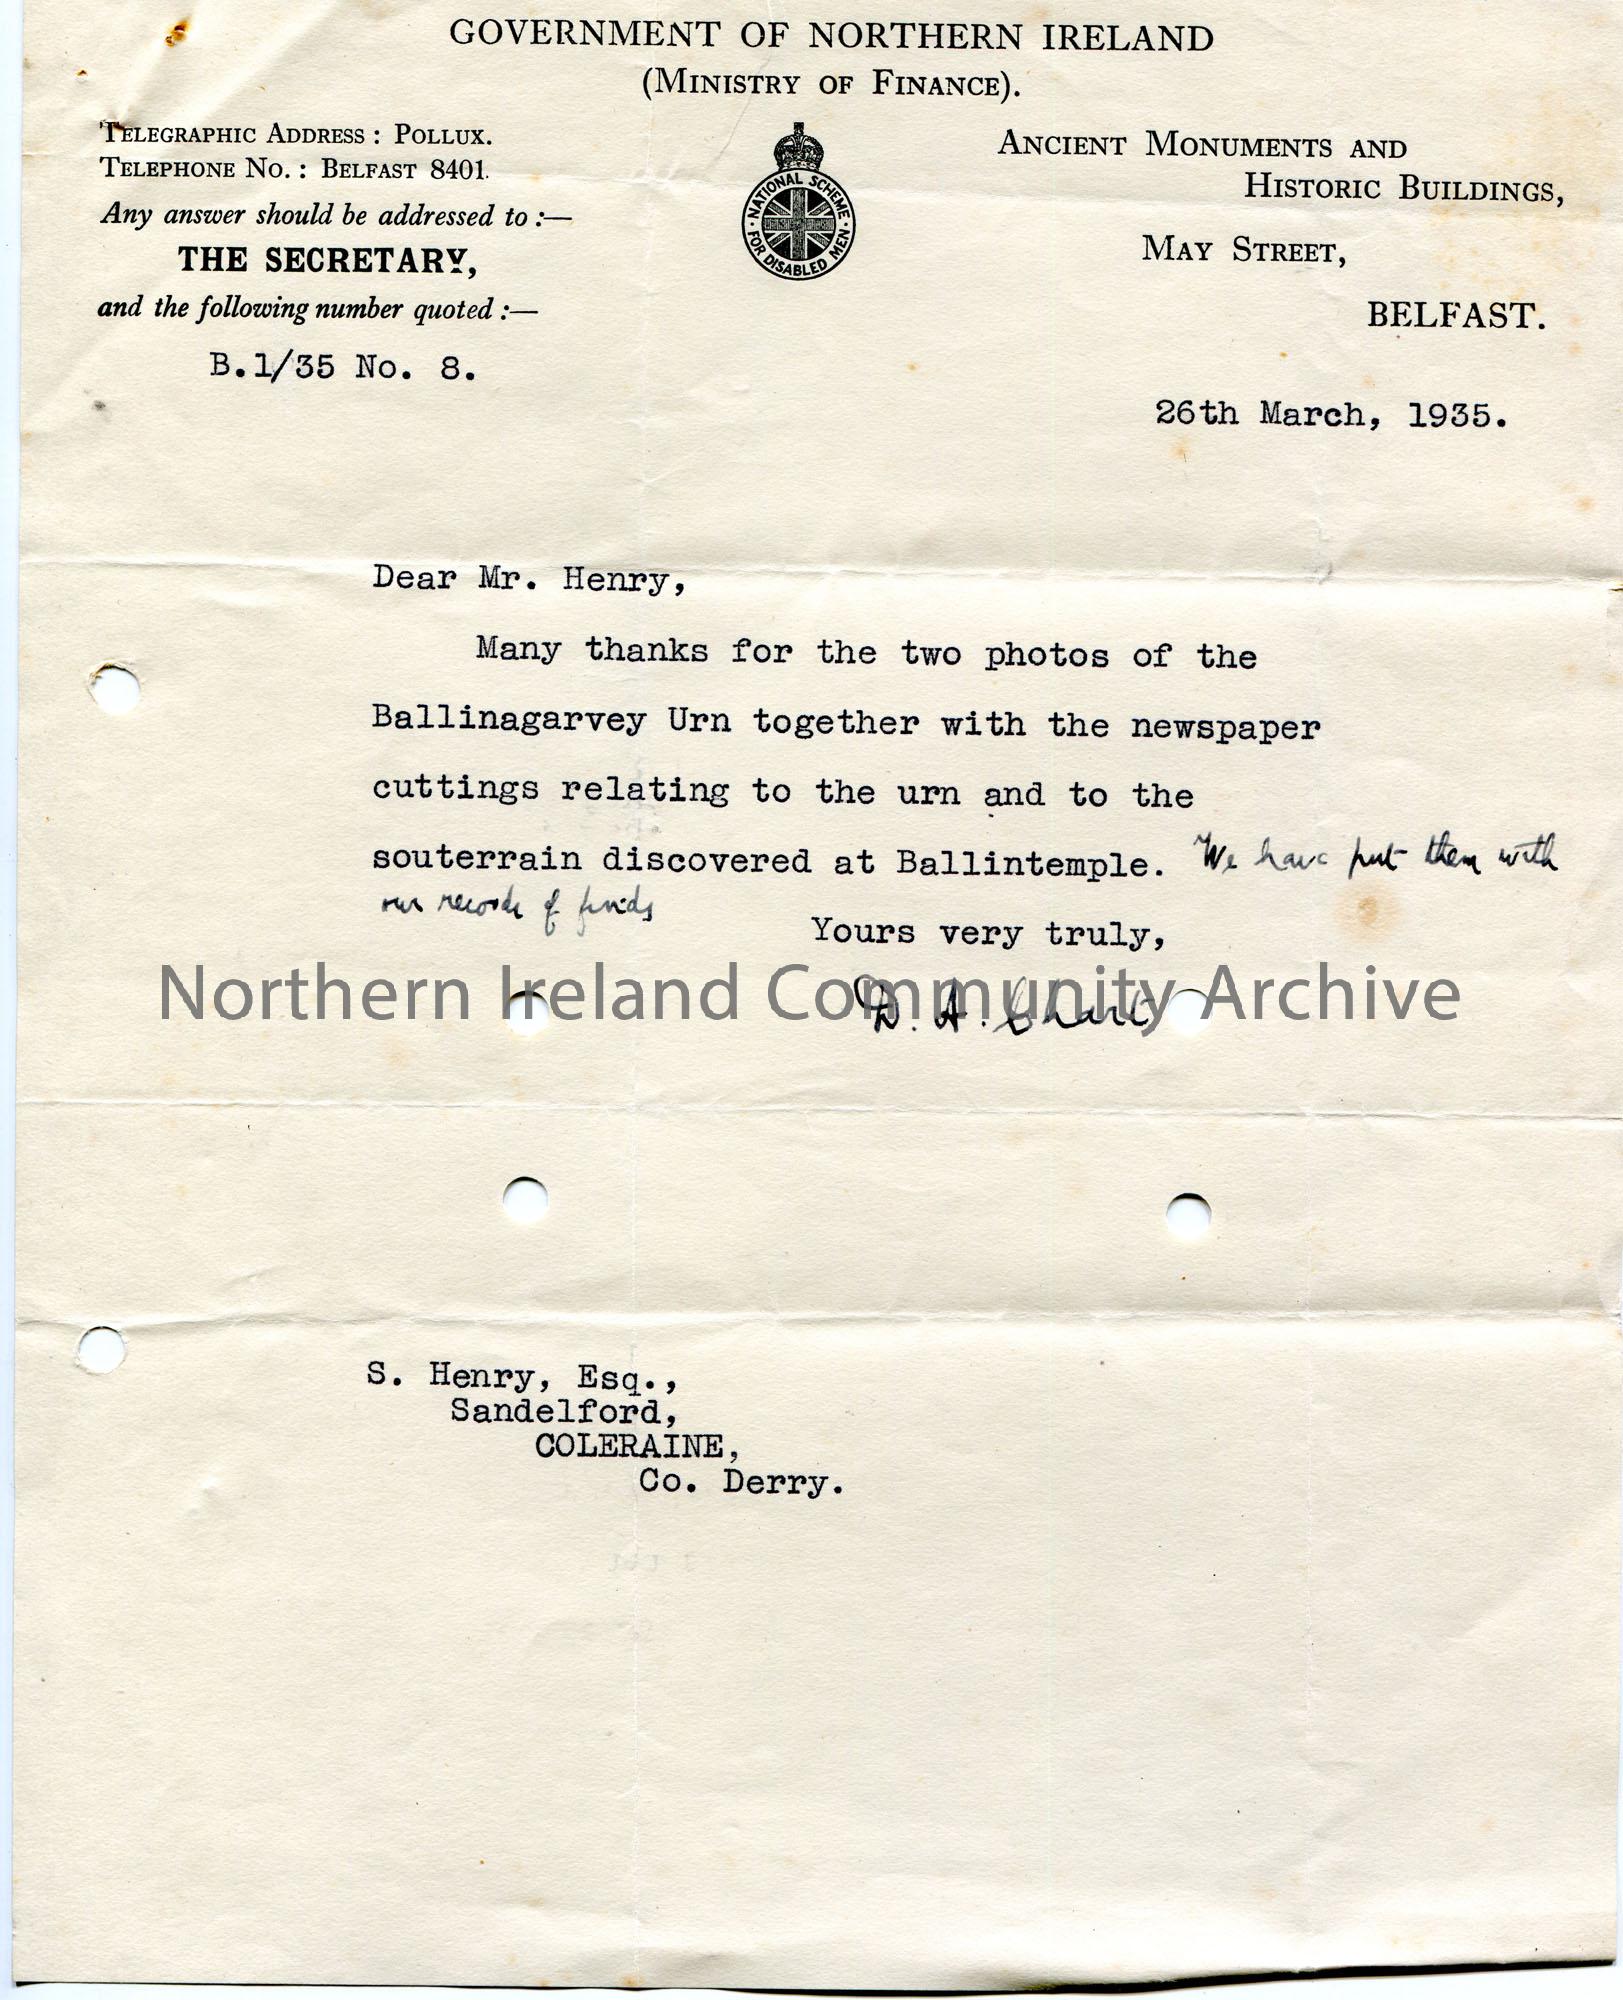 GOVERNMENT OF NORTHERN IRELAND
(MINISTRY OF FINANCE).
TELEGRAPHIC ADDRESS : POLLUX.
TELEPHONE NO. : BELFAST 8401.
Any answer should be addressed to :—
THE SECRETARY,
and the following number quoted :—
B.1/35 No. 8.
NATIONAL SCHEME
FOR DISABLED MEN
ANCIENT MONUMENTS AND
HISTORIC BUILDINGS,
MAY STREET,
BELFAST.
26th March, 1935.
Dear Mr. Henry,
Many thanks for the two photos of the
Ballinagarvey Urn together with the newspaper
cuttings relating to the urn and to the
souterrain discovered at Ballintemple. We have put them with
our records of finds
Yours very truly,
D. A. Chart
Northern Ireland Community Archive
S. Henry, Esq.,
Sandelford,
COLERAINE,
Co. Derry.